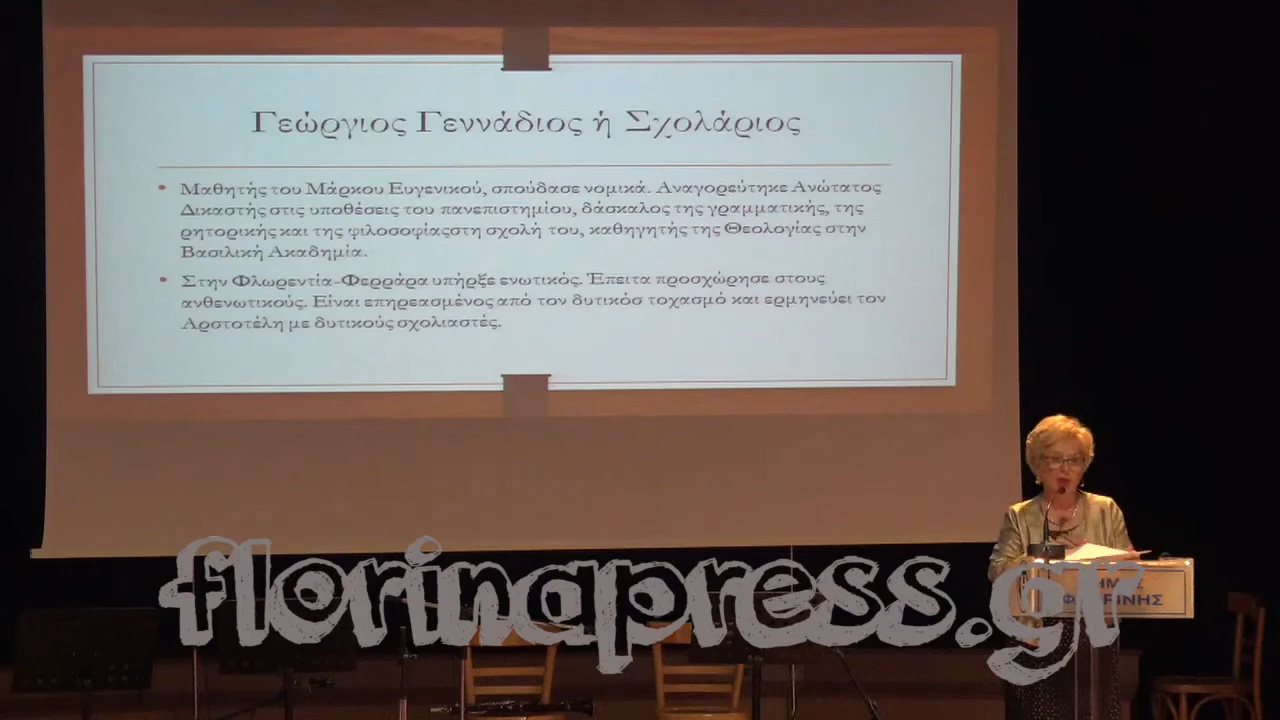 Γεώργιος Γεννάδιος ή Σχολάριος
• Μαθητής του Μάρκου Ευγενικού, σπούδασε νομικά. Αναγορεύτηκε Ανώτατος
Δικαστής στις υποθέσεις του πανεπιστημίου, δάσκαλος της γραμματικής, της
ρητορικής και της φιλοσοφίαςστη σχολή του, καθηγητής της Θεολογίας στην
Βασιλική Ακαδημία.
• Στην Φλωρεντία-Φερράρα υπήρξε ενωτικός. Έπειτα προσχώρησε στους
ανθενωτικούς. Είναι επηρεασμένος από τον δυτικόσ τοχασμό και ερμηνεύει τον
Αρστοτέλη με δυτικούς σχολιαστές.
florinapress.gr